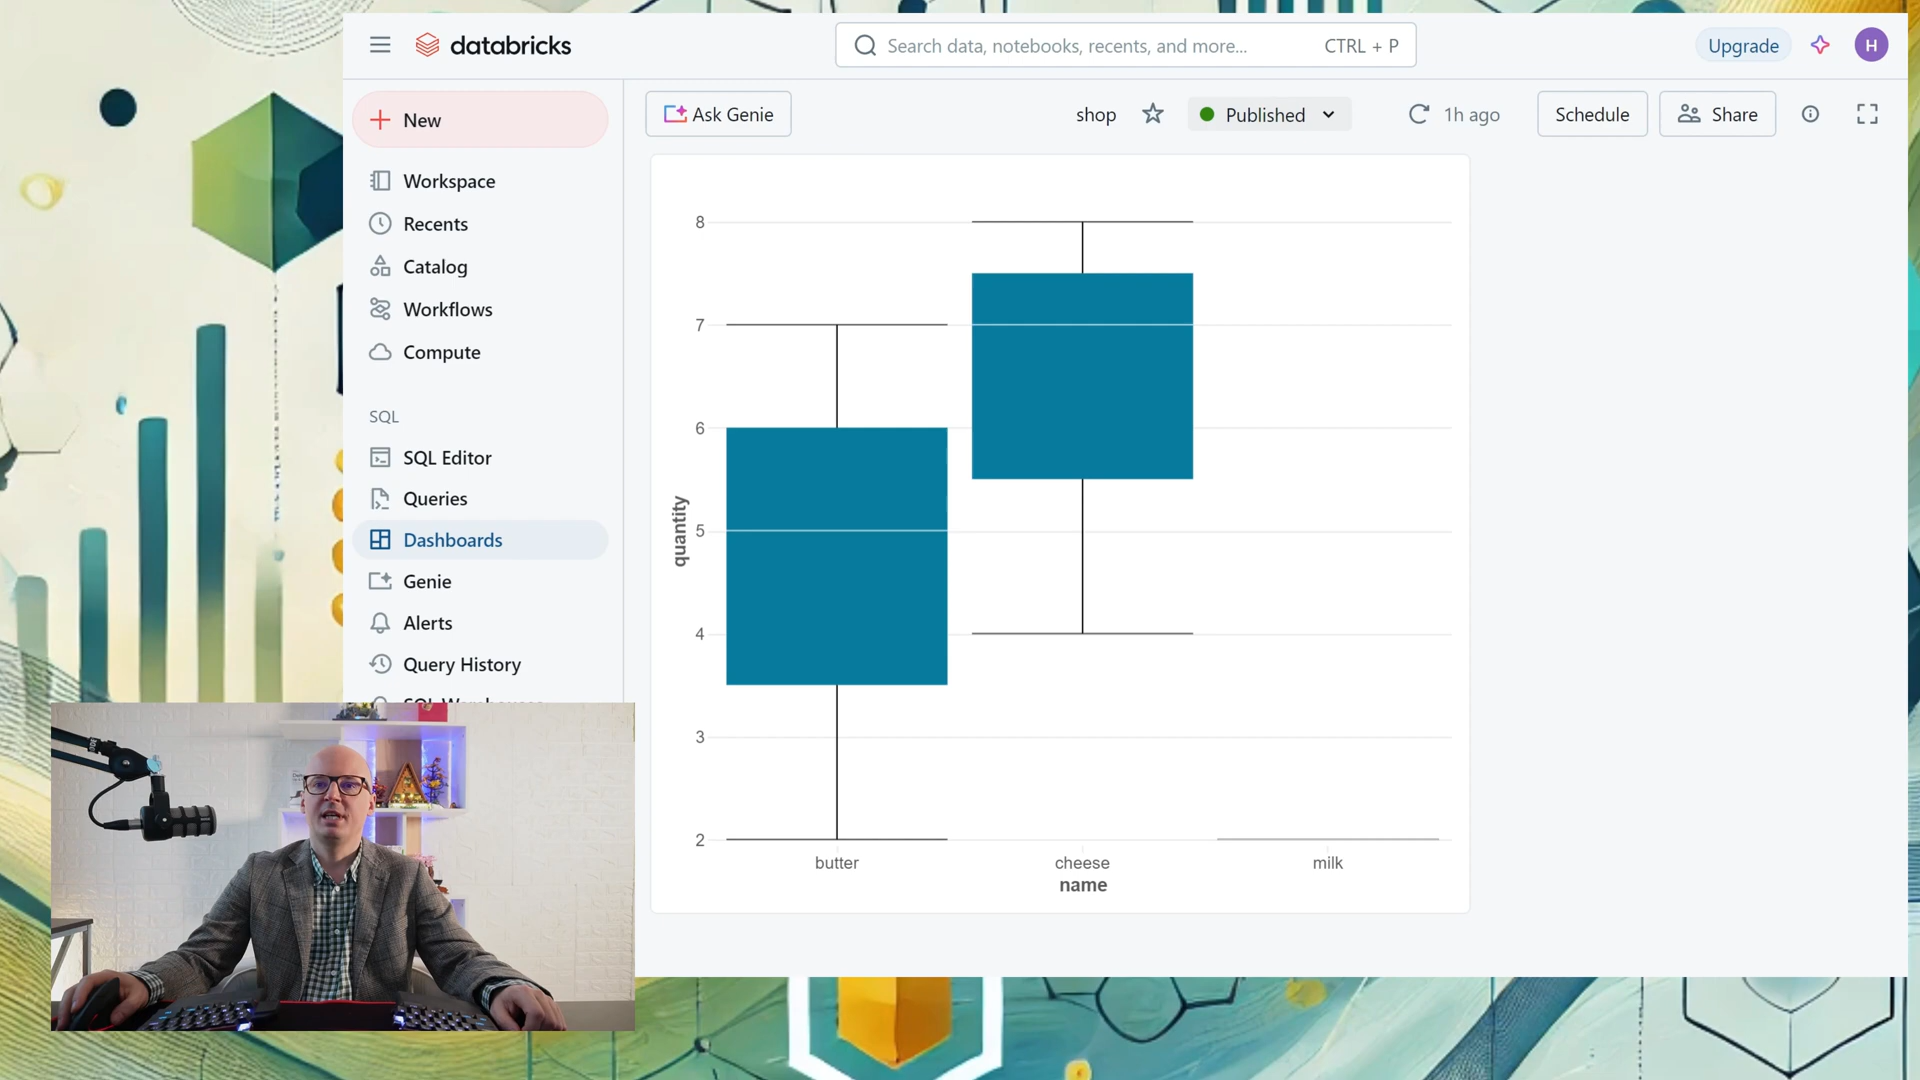 databricks
Search data, notebooks, recents, and more... CTRL + P
Upgrade
H
New
Ask Genie
shop
Published
1h ago
Schedule
Share
Workspace
Recents
Catalog
Workflows
Compute
SQL
SQL Editor
Queries
Dashboards
Genie
Alerts
Query History
8
7
6
5
4
3
2
quantity
butter
cheese
milk
name